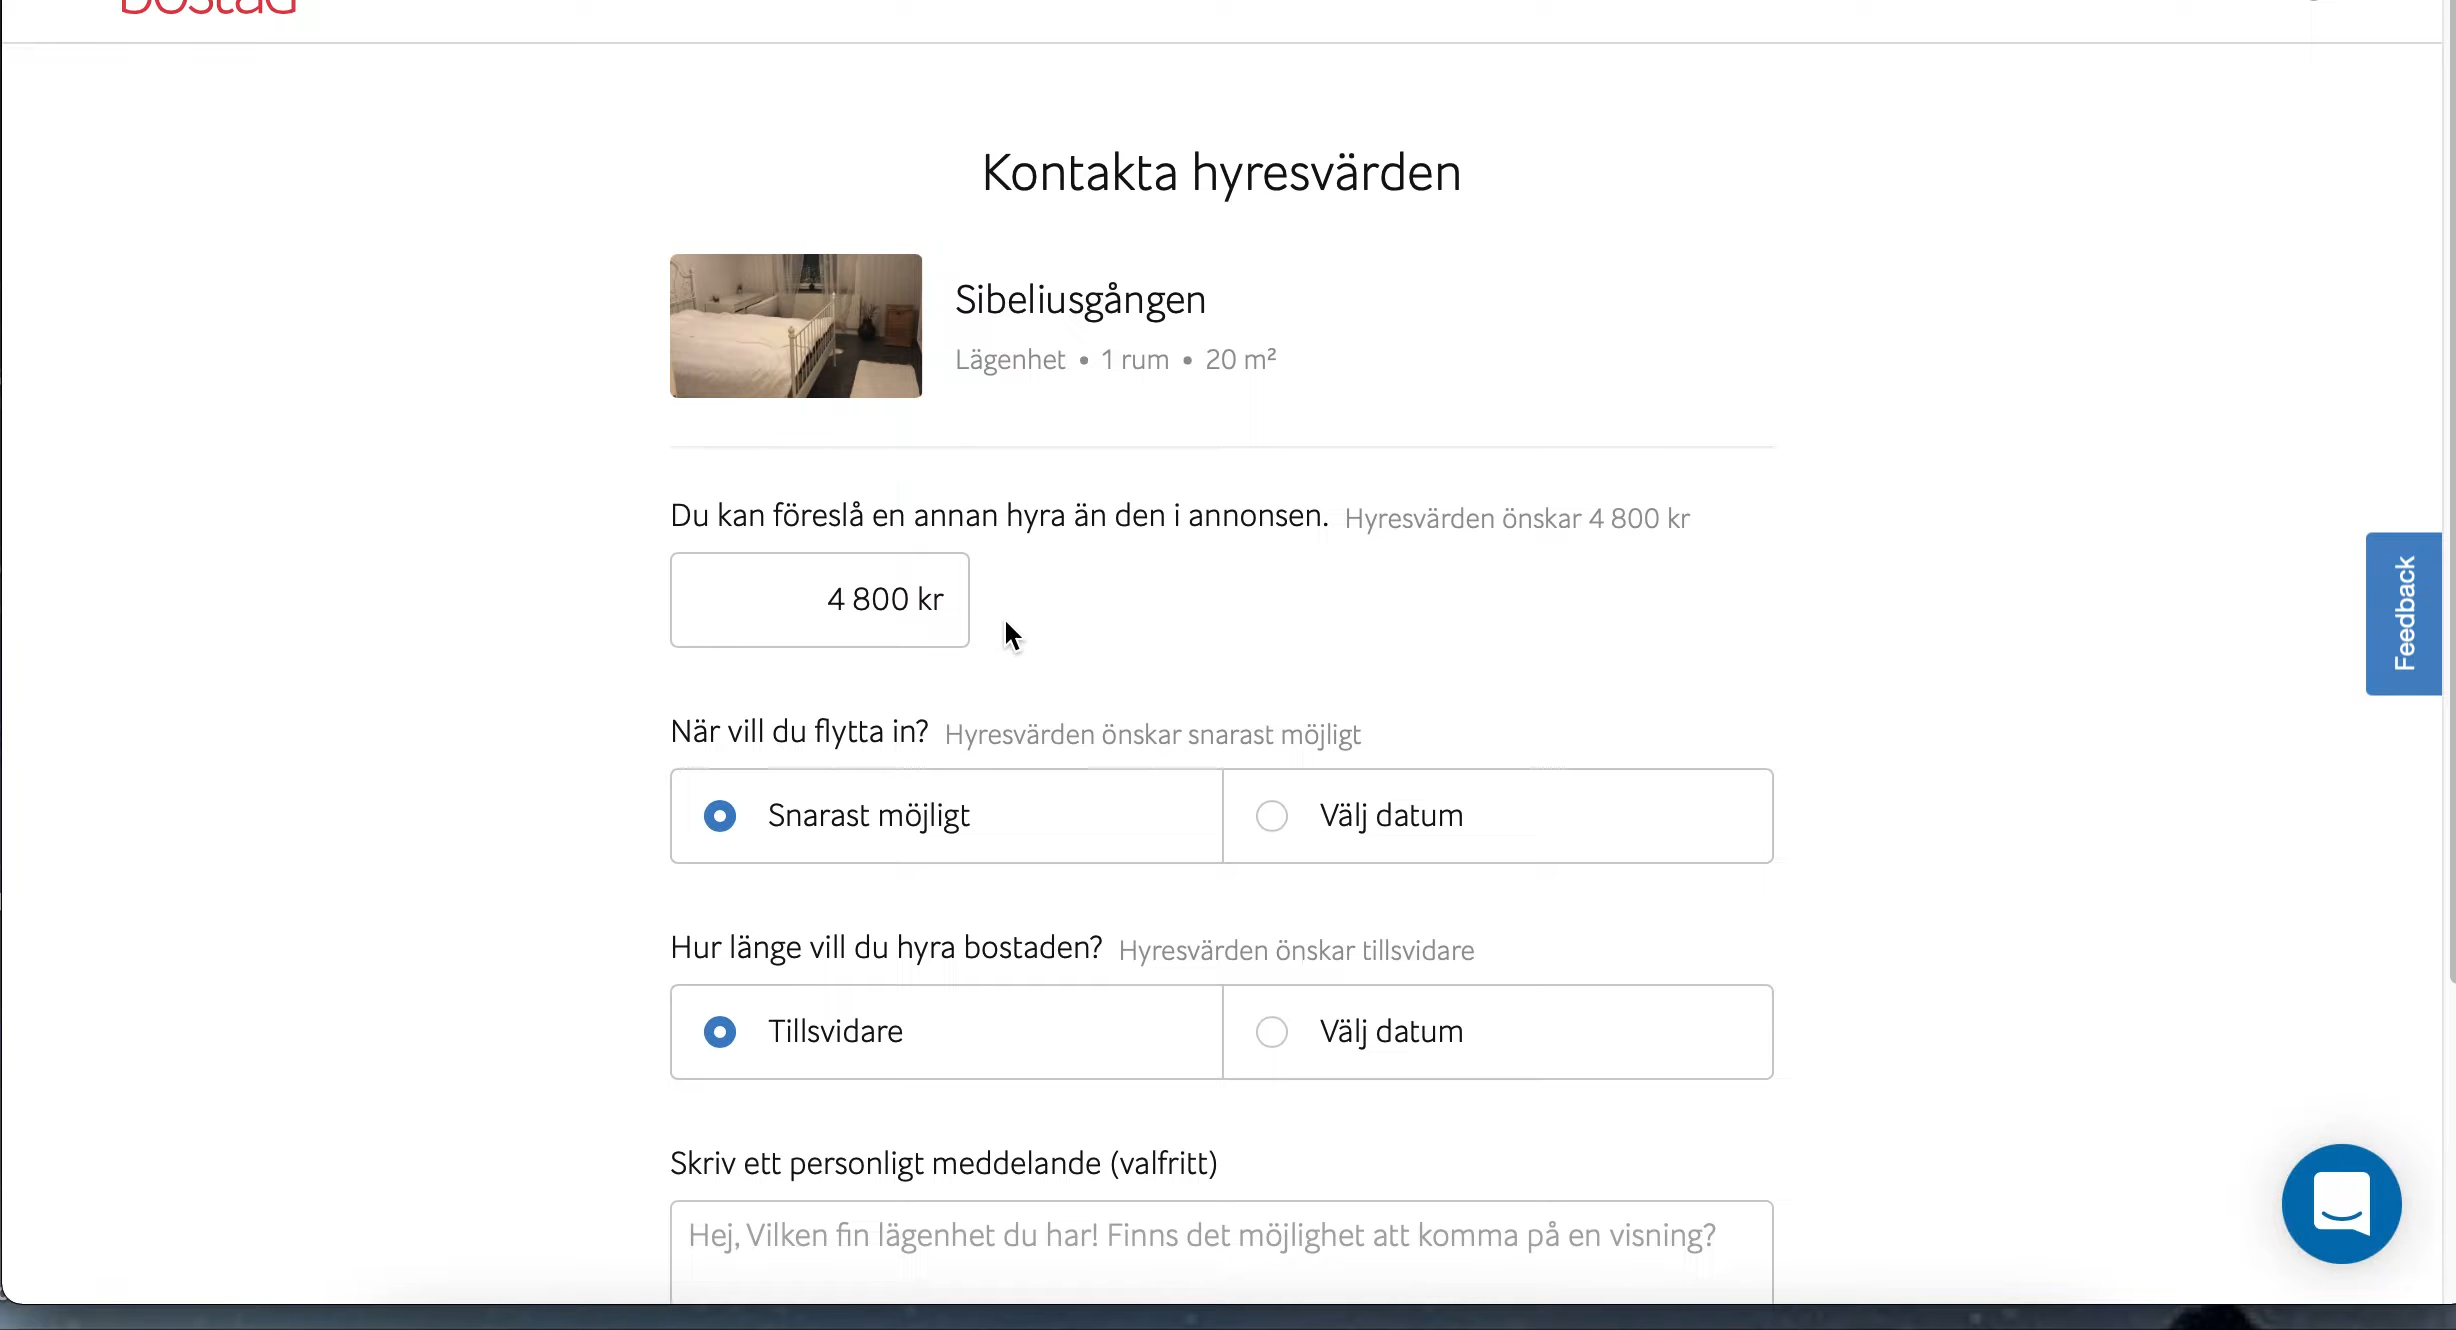 bostad
Kontakta hyresvärden
Sibeliusgången
Lägenhet • 1 rum • 20 m²
Du kan föreslå en annan hyra än den i annonsen. Hyresvärden önskar 4 800 kr
4 800 kr
Feedback
När vill du flytta in? Hyresvärden önskar snarast möjligt
Snarast möjligt
Välj datum
Hur länge vill du hyra bostaden? Hyresvärden önskar tillsvidare
Tillsvidare
Välj datum
Skriv ett personligt meddelande (valfritt)
Hej, Vilken fin lägenhet du har! Finns det möjlighet att komma på en visning?